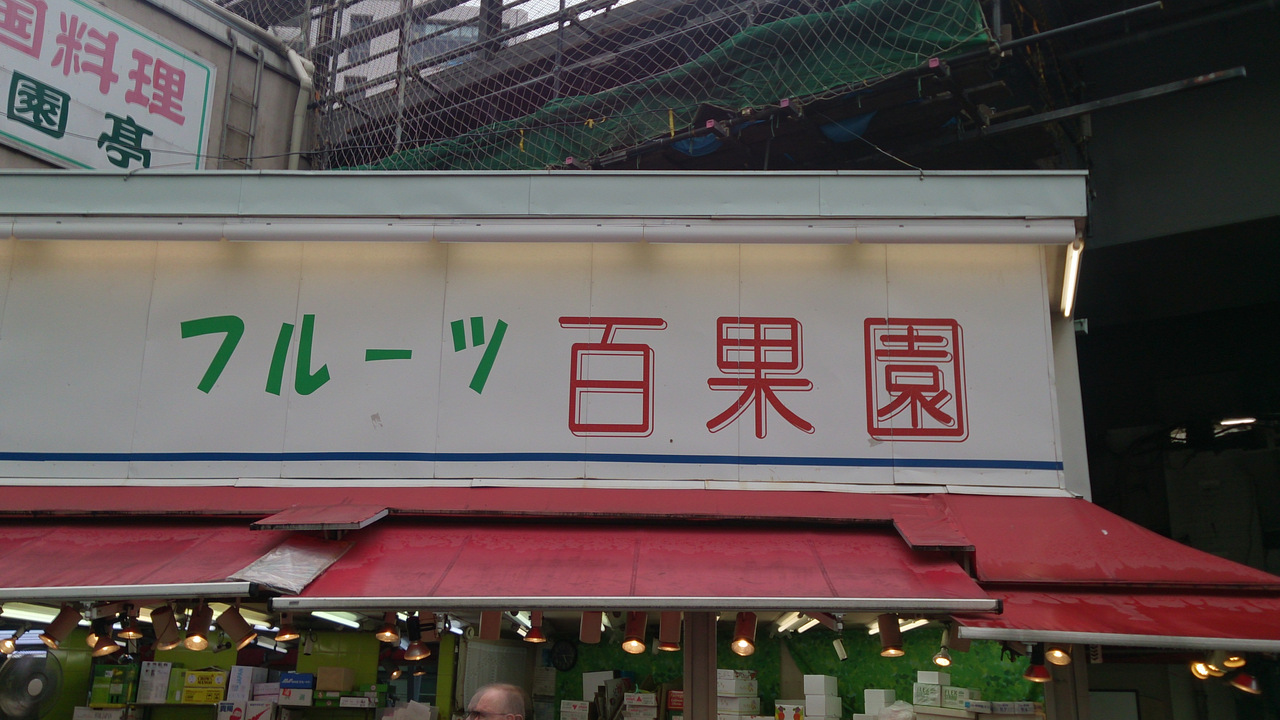 国料理
園亭
フルーツ 百果園